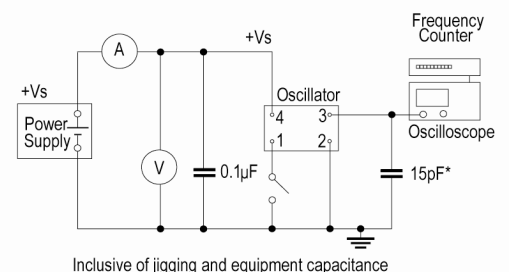 Frequency
Counter
A
+Vs
+Vs
Oscillator
Power
Supply
4 3
1 2
Oscilloscope
V
0.1µF
15pF*
Inclusive of jigging and equipment capacitance